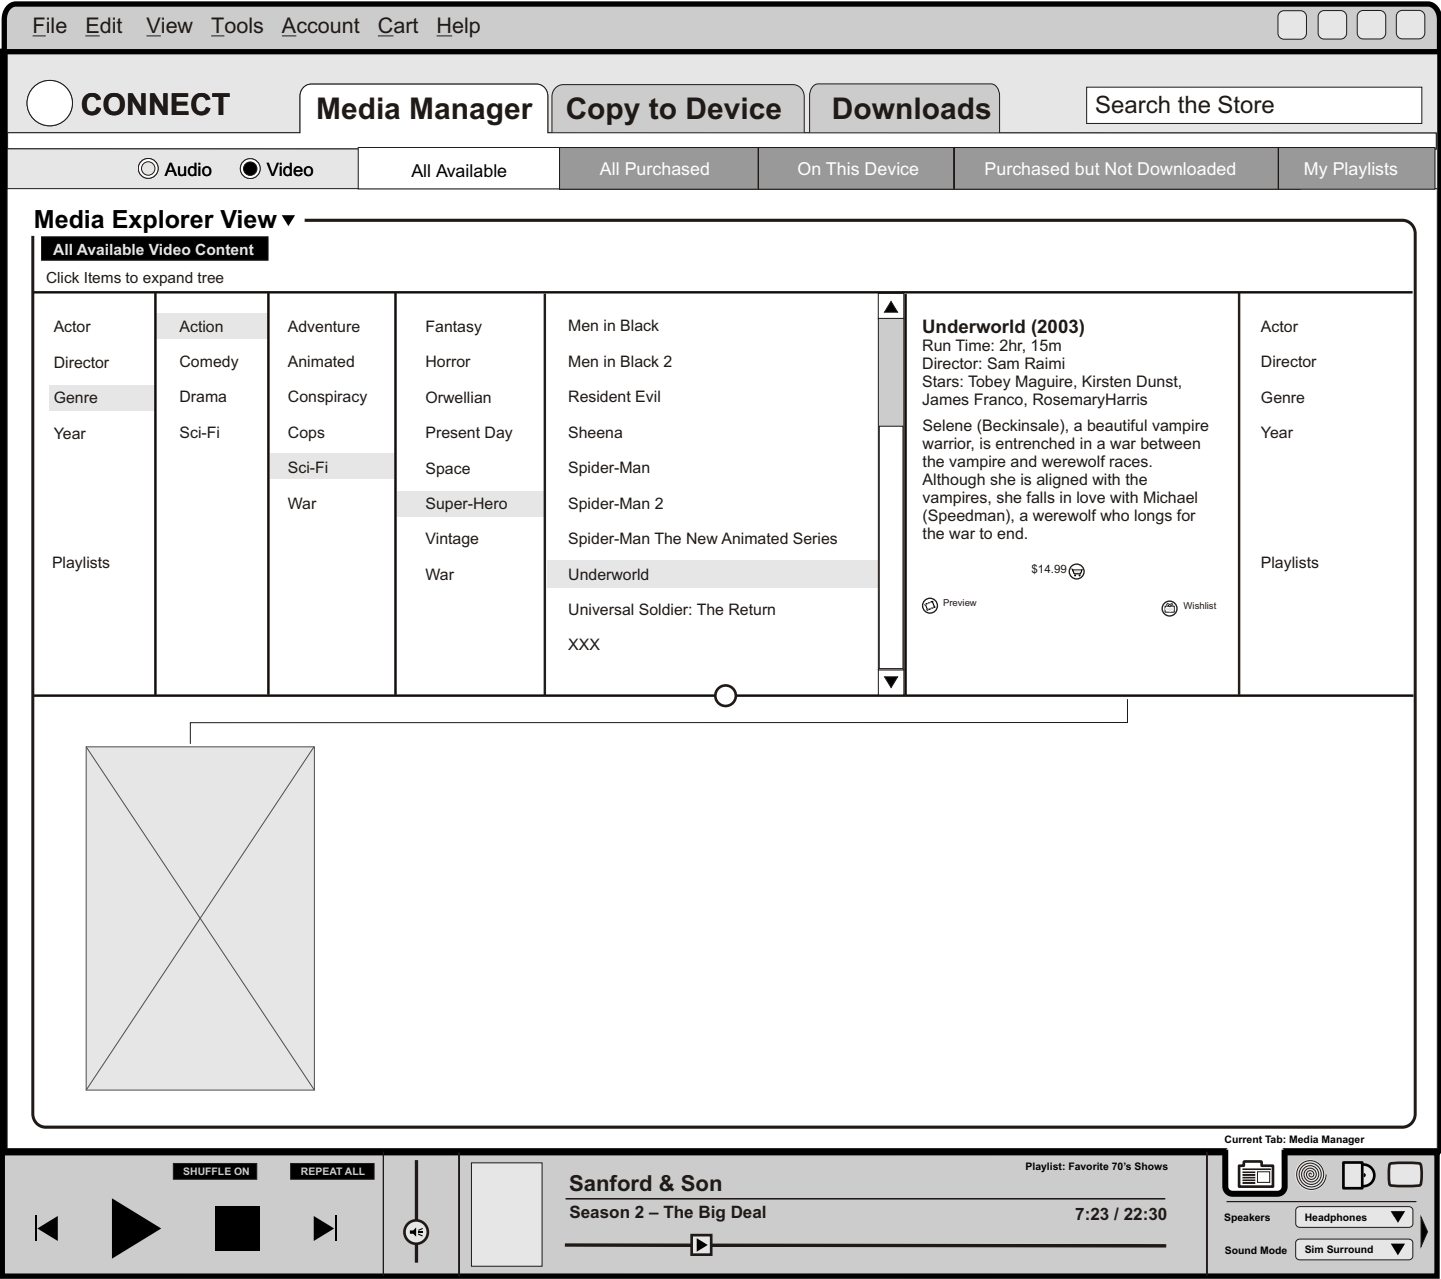 File Edit View Tools Account Cart Help
CONNECT
Media Manager
Copy to Device
Downloads
Search the Store
Audio
Video
All Available
All Purchased
On This Device
Purchased but Not Downloaded
My Playlists
Media Explorer View
All Available Video Content
Click Items to expand tree
Actor
Director
Genre
Year
Playlists
Action
Comedy
Drama
Sci-Fi
Adventure
Animated
Conspiracy
Cops
Sci-Fi
War
Fantasy
Horror
Orwellian
Present Day
Space
Super-Hero
Vintage
War
Men in Black
Men in Black 2
Resident Evil
Sheena
Spider-Man
Spider-Man 2
Spider-Man The New Animated Series
Underworld
Universal Soldier: The Return
XXX
Underworld (2003)
Run Time: 2hr, 15m
Director: Sam Raimi
Stars: Tobey Maguire, Kirsten Dunst,
James Franco, RosemaryHarris
Selene (Beckinsale), a beautiful vampire
warrior, is entrenched in a war between
the vampire and werewolf races.
Although she is aligned with the
vampires, she falls in love with Michael
(Speedman), a werewolf who longs for
the war to end.
$14.99
Preview
Wishlist
Actor
Director
Genre
Year
Playlists
Current Tab: Media Manager
SHUFFLE ON
REPEAT ALL
Playlist: Favorite 70's Shows
Sanford & Son
Season 2 – The Big Deal
7:23 / 22:30
Speakers
Headphones
Sound Mode
Sim Surround